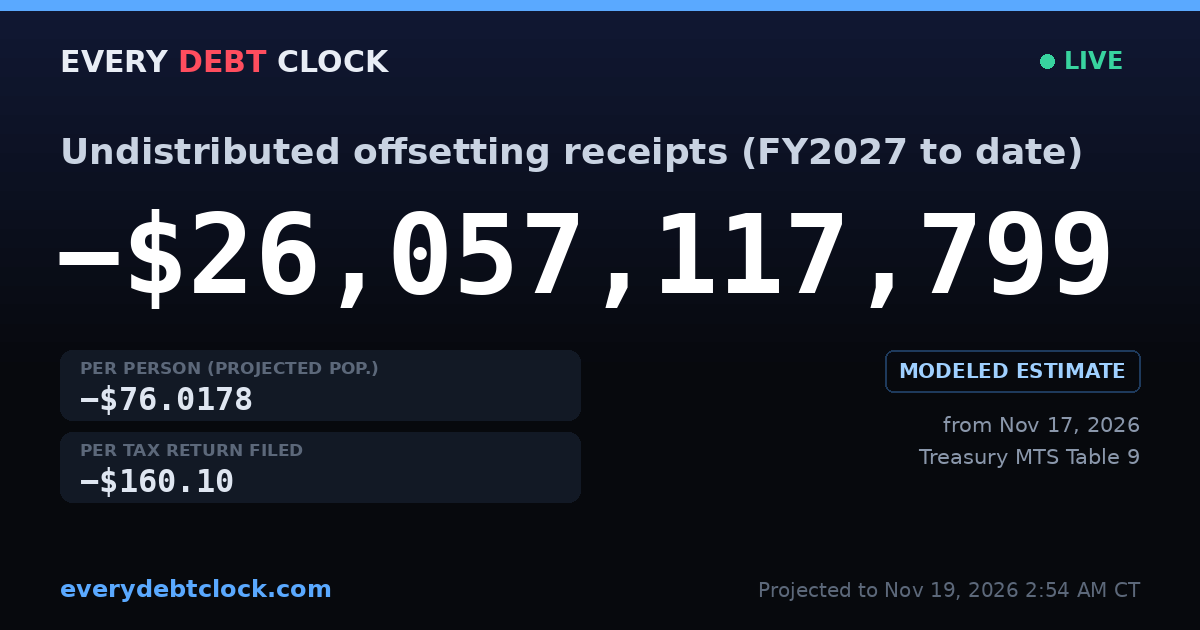 EVERY DEBT CLOCK
LIVE
Undistributed offsetting receipts (FY2027 to date)
−$26,057,117,799
PER PERSON (PROJECTED POP.)
−$76.0178
PER TAX RETURN FILED
−$160.10
MODELED ESTIMATE
from Nov 17, 2026
Treasury MTS Table 9
everydebtclock.com
Projected to Nov 19, 2026 2:54 AM CT